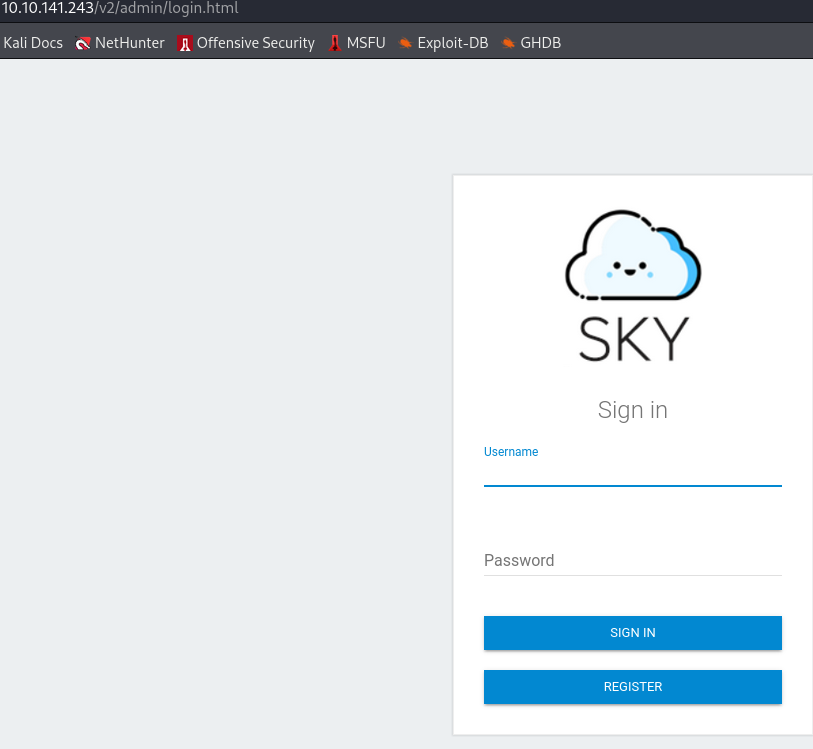 10.10.141.243/v2/admin/login.html
Kali Docs NetHunter Offensive Security MSFU Exploit-DB GHDB
SKY
Sign in
Username
Password
SIGN IN
REGISTER